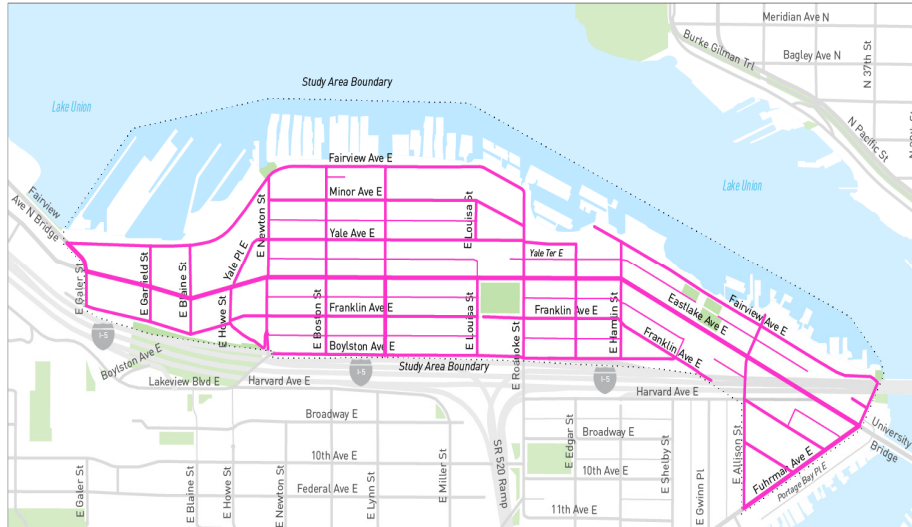 Meridian Ave N
Burke Gilman Trl
Bagley Ave N
N 37th St
N Pacific St
Study Area Boundary
Lake Union
Lake Union
Fairview
Ave N Bridge
Fairview Ave E
Minor Ave E
Yale Ave E
Yale Pl E
Yale Ter E
E Newton St
E Louisa St
E Galer St
E Garfield St
E Blaine St
E Howe St
E Boston St
Franklin Ave E
Boylston Ave E
E Louisa St
E Roanoke St
Franklin Ave E
E Hamlin St
Eastlake Ave E
Fairview Ave E
Franklin Ave E
Study Area Boundary
I-5
I-5
I-5
Boylston Ave E
Lakeview Blvd E
Harvard Ave E
Harvard Ave E
Broadway E
10th Ave E
Federal Ave E
E Galer St
E Blaine St
E Howe St
E Newton St
E Lynn St
E Miller St
SR 520 Ramp
E Edgar St
Broadway E
10th Ave E
11th Ave E
E Shelby St
E Gwinn Pl
E Allison St
Fuhrman Ave E
Portage Bay Pl E
University
Bridge